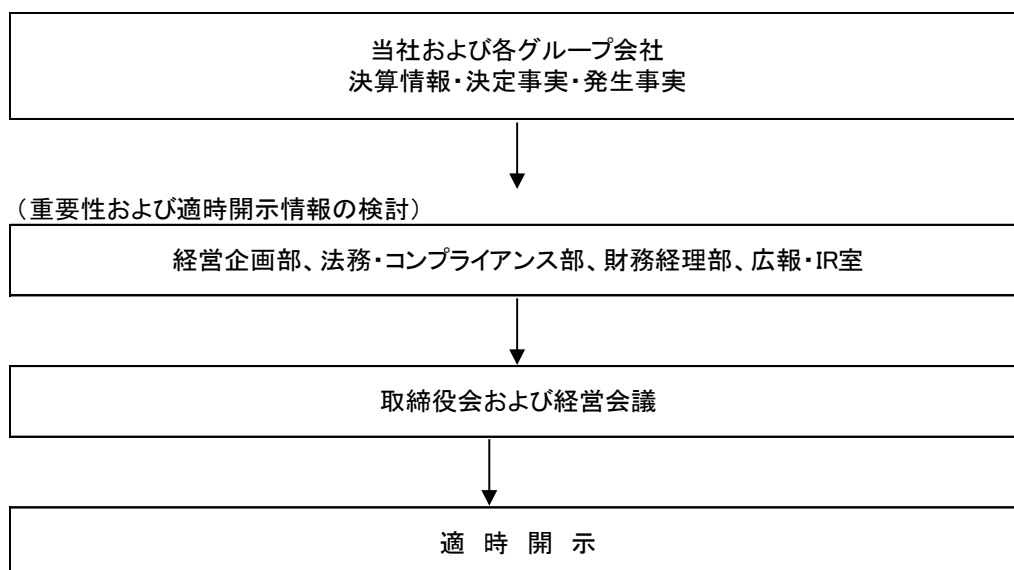 当社および各グループ会社
決算情報・決定事実・発生事実
（重要性および適時開示情報の検討）
経営企画部、法務・コンプライアンス部、財務経理部、広報・IR室
取締役会および経営会議
適 時 開 示